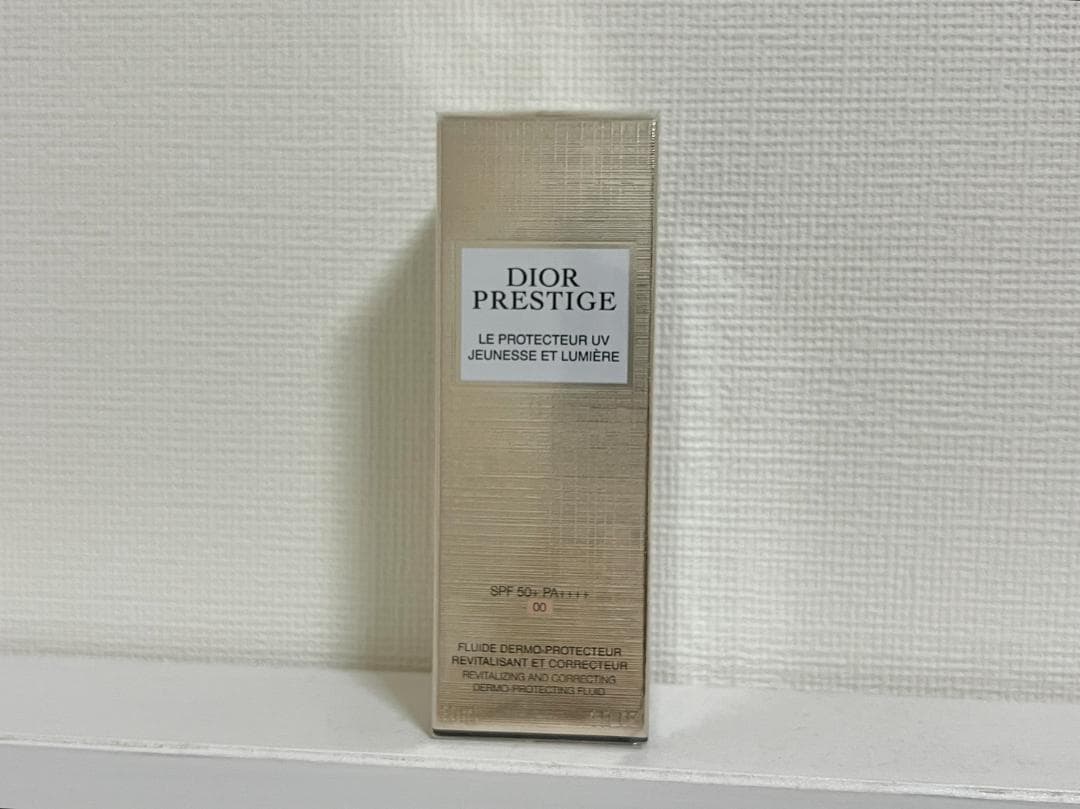 DIOR
PRESTIGE
LE PROTECTEUR UV
JEUNESSE ET LUMIÈRE
SPF 50+ PA++++
00
FLUIDE DERMO-PROTECTEUR
REVITALISANT ET CORRECTEUR
REVITALIZING AND CORRECTING
DERMO-PROTECTING FLUID